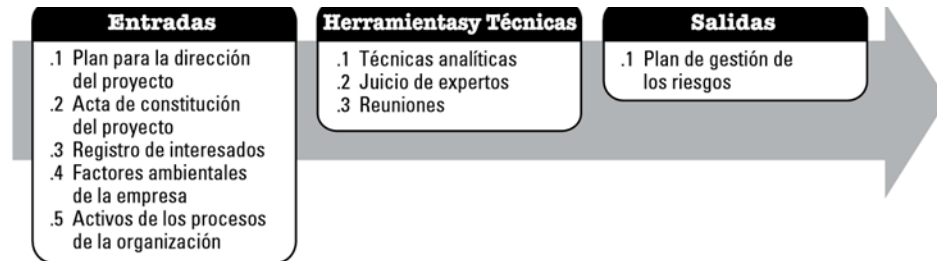 Entradas
.1 Plan para la dirección
del proyecto
.2 Acta de constitución
del proyecto
.3 Registro de interesados
.4 Factores ambientales
de la empresa
.5 Activos de los procesos
de la organización
Herramientasy Técnicas
.1 Técnicas analíticas
.2 Juicio de expertos
.3 Reuniones
Salidas
.1 Plan de gestión de
los riesgos